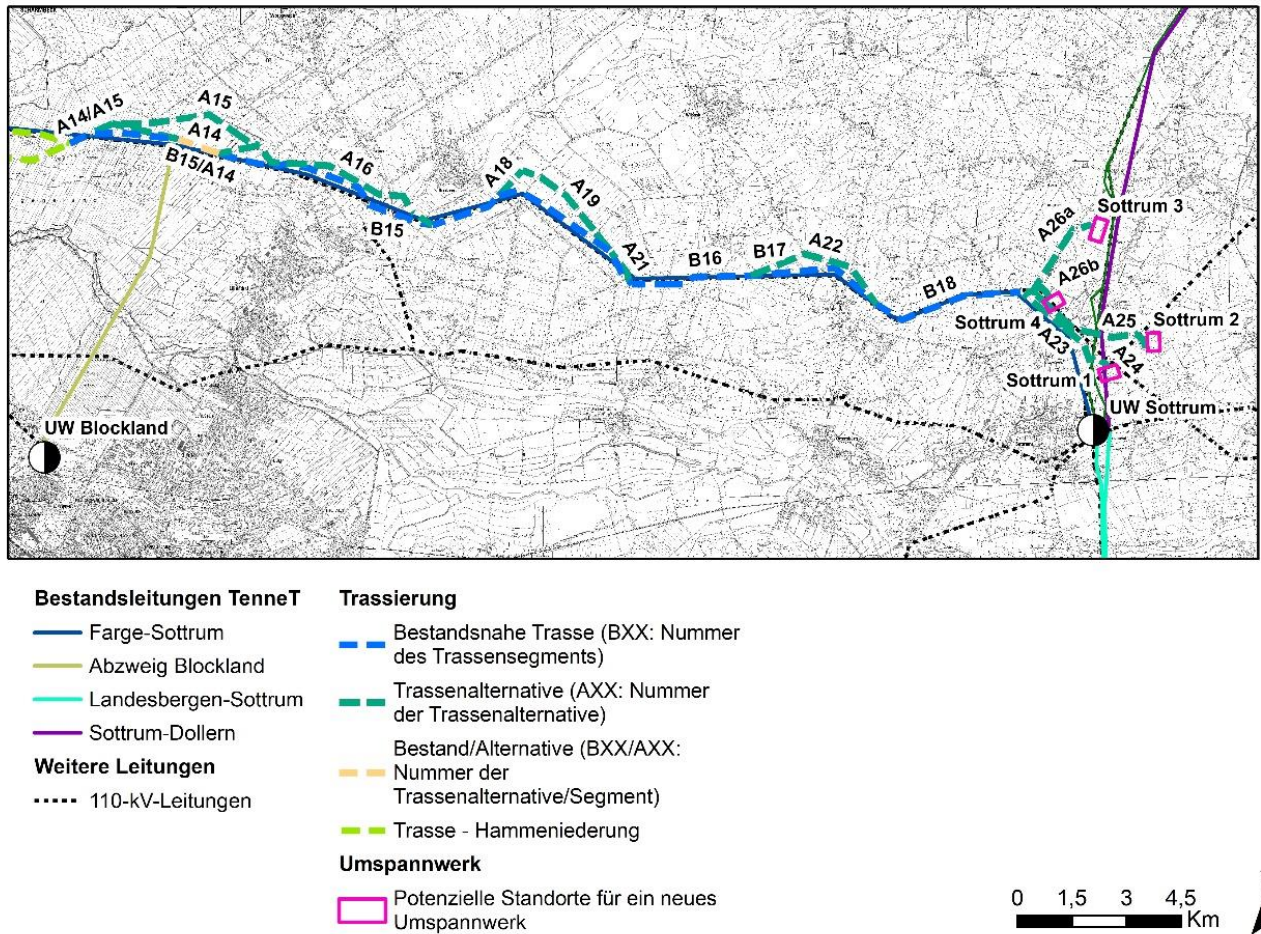 A14/A15
A15
A14
B15/A14
A16
B15
A18
A19
A21
B16
B17
A22
B18
A26a
Sottrum 3
A26b
Sottrum 4
A23
A25
Sottrum 2
A24
Sottrum 1
UW Sottrum
UW Blockland
Bestandsleitungen TenneT
Farge-Sottrum
Abzweig Blockland
Landesbergen-Sottrum
Sottrum-Dollern
Weitere Leitungen
110-kV-Leitungen
Trassierung
Bestandsnahe Trasse (BXX: Nummer
des Trassensegments)
Trassenalternative (AXX: Nummer
der Trassenalternative)
Bestand/Alternative (BXX/AXX:
Nummer der
Trassenalternative/Segment)
Trasse - Hammeniederung
Umspannwerk
Potenzielle Standorte für ein neues
Umspannwerk
0 1,5 3 4,5
Km